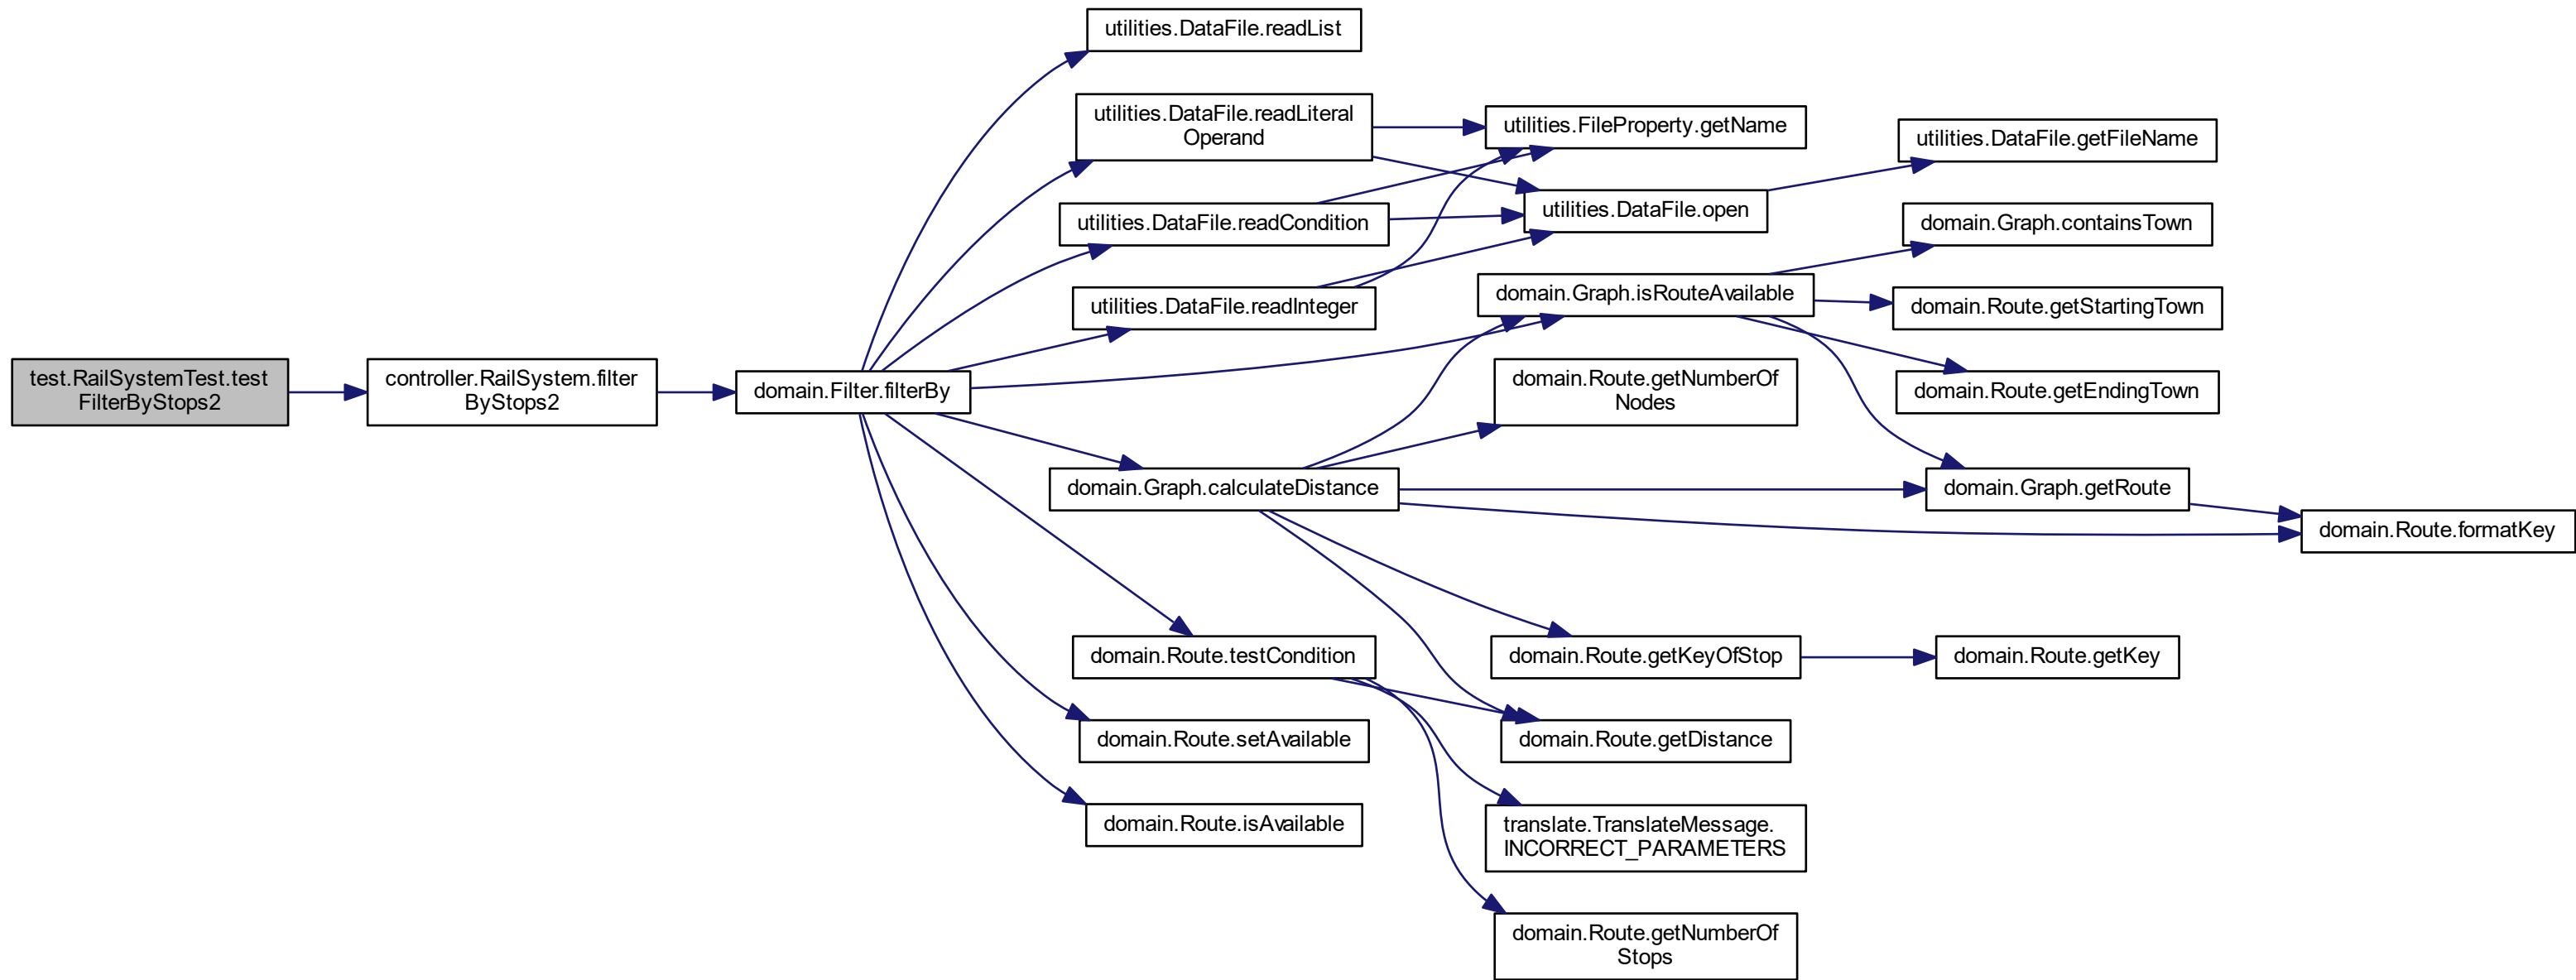 test.RailSystemTest.test
FilterByStops2
controller.RailSystem.filter
ByStops2
domain.Filter.filterBy
utilities.DataFile.readList
utilities.DataFile.readLiteral
Operand
utilities.DataFile.readCondition
utilities.DataFile.readInteger
domain.Graph.calculateDistance
domain.Route.testCondition
domain.Route.setAvailable
domain.Route.isAvailable
utilities.FileProperty.getName
utilities.DataFile.open
domain.Graph.isRouteAvailable
domain.Route.getNumberOf
Nodes
domain.Route.getKeyOfStop
domain.Route.getDistance
translate.TranslateMessage.
INCORRECT_PARAMETERS
domain.Route.getNumberOf
Stops
utilities.DataFile.getFileName
domain.Graph.containsTown
domain.Route.getStartingTown
domain.Route.getEndingTown
domain.Graph.getRoute
domain.Route.getKey
domain.Route.formatKey